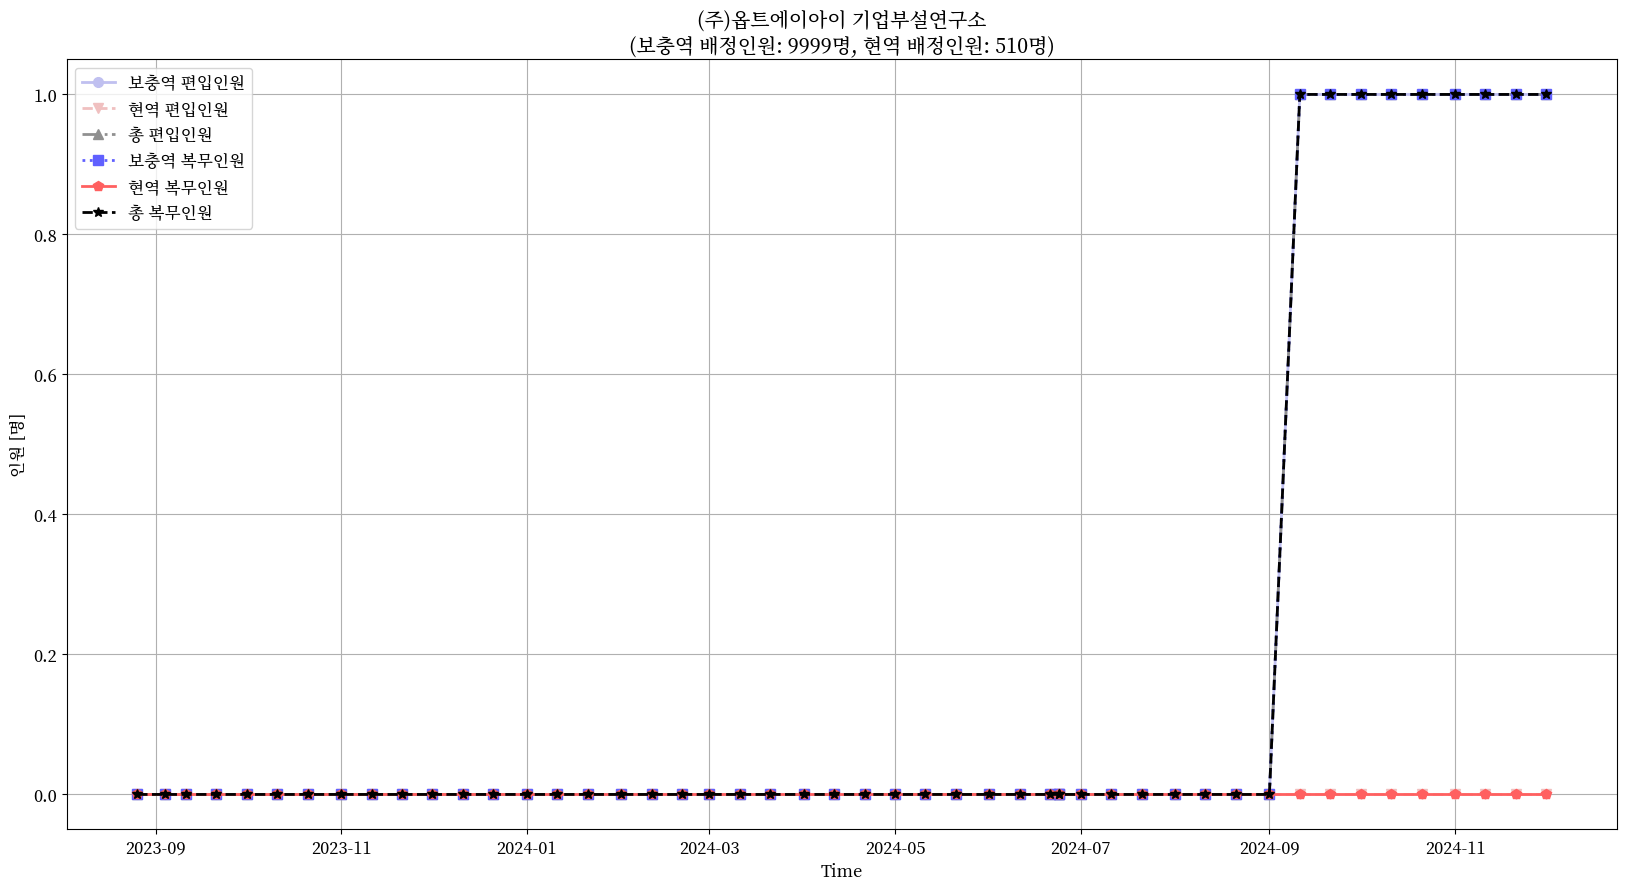 (주)옵트에이아이 기업부설연구소
(보충역 배정인원: 9999명, 현역 배정인원: 510명)
보충역 편입인원
현역 편입인원
총 편입인원
보충역 복무인원
현역 복무인원
총 복무인원
1.0
0.8
0.6
0.4
0.2
0.0
인원 [명]
2023-09
2023-11
2024-01
2024-03
2024-05
2024-07
2024-09
2024-11
Time